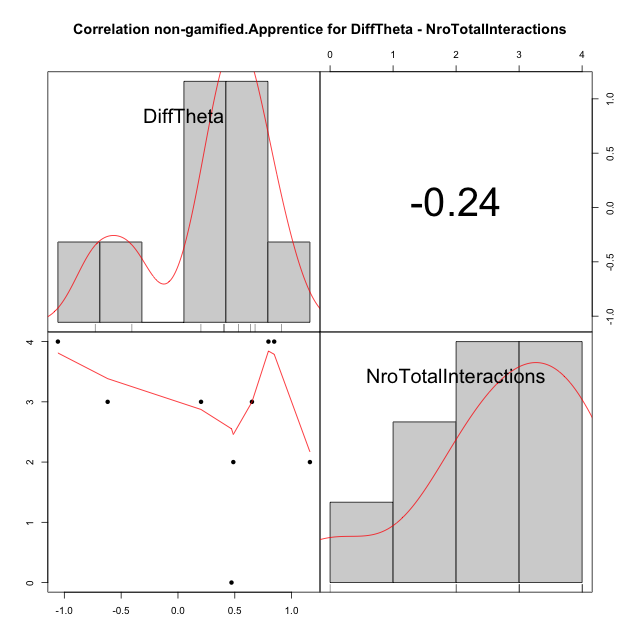 Correlation non-gamified.Apprentice for DiffTheta - NroTotalInteractions
0 1 2 3 4
DiffTheta
-0.24
1.0
0.5
0.0
-0.5
-1.0
4
3
2
1
0
NroTotalInteractions
-1.0 -0.5 0.0 0.5 1.0